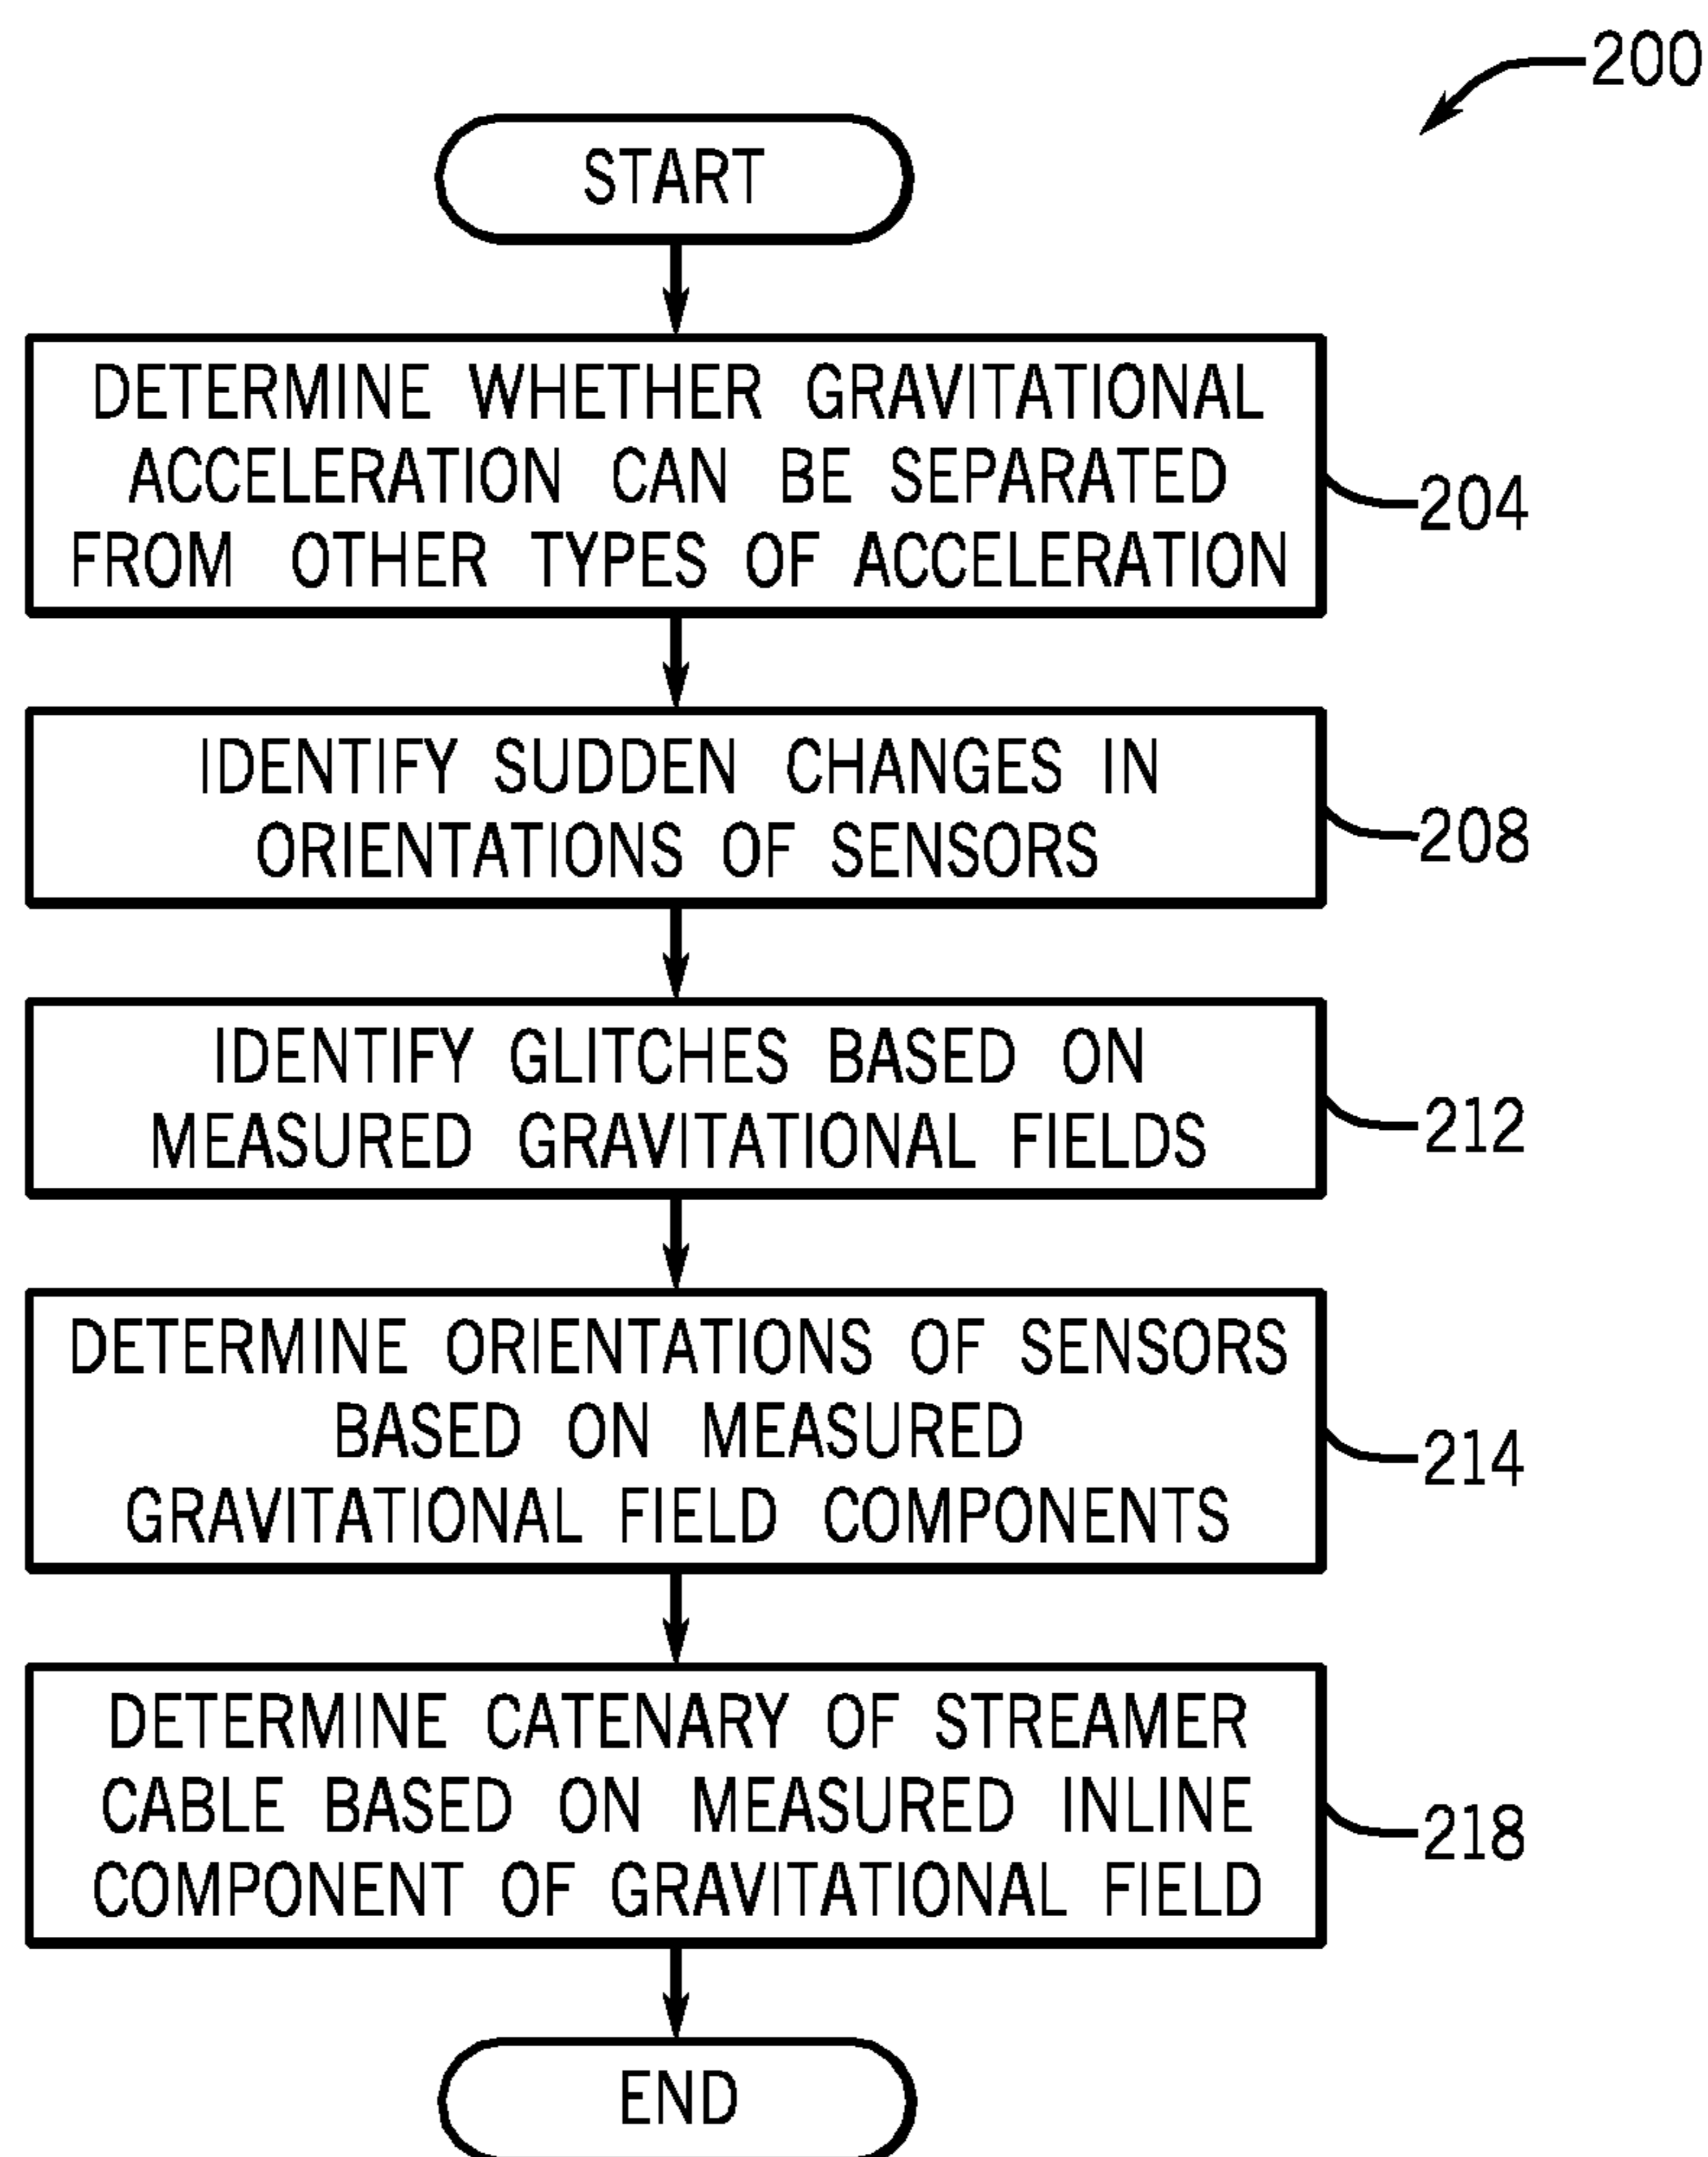 200
START
DETERMINE WHETHER GRAVITATIONAL
ACCELERATION CAN BE SEPARATED
FROM OTHER TYPES OF ACCELERATION
204
IDENTIFY SUDDEN CHANGES IN
ORIENTATIONS OF SENSORS
208
IDENTIFY GLITCHES BASED ON
MEASURED GRAVITATIONAL FIELDS
212
DETERMINE ORIENTATIONS OF SENSORS
BASED ON MEASURED
GRAVITATIONAL FIELD COMPONENTS
214
DETERMINE CATENARY OF STREAMER
CABLE BASED ON MEASURED INLINE
COMPONENT OF GRAVITATIONAL FIELD
218
END